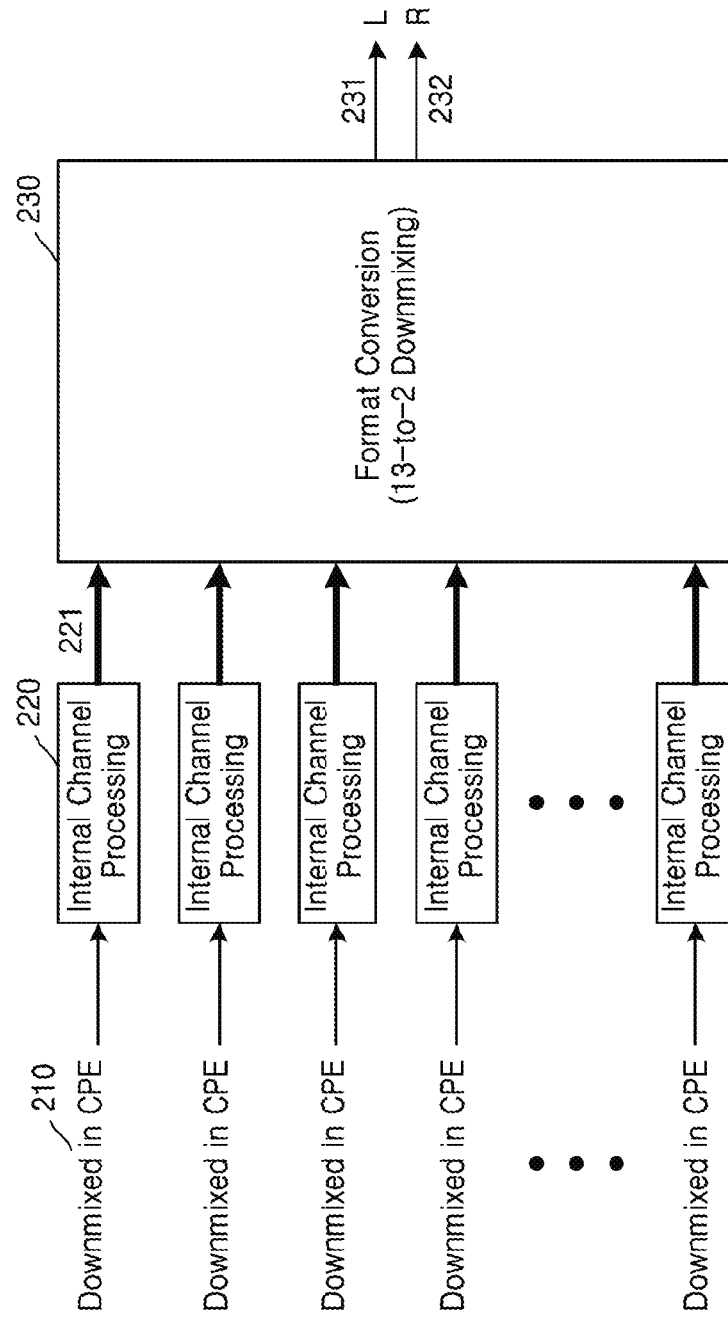 210
Downmixed in CPE
Downmixed in CPE
Downmixed in CPE
Downmixed in CPE
Downmixed in CPE
220
Internal Channel
Processing
Internal Channel
Processing
Internal Channel
Processing
Internal Channel
Processing
Internal Channel
Processing
221
230
Format Conversion
(13-to-2 Downmixing)
231
L
232
R